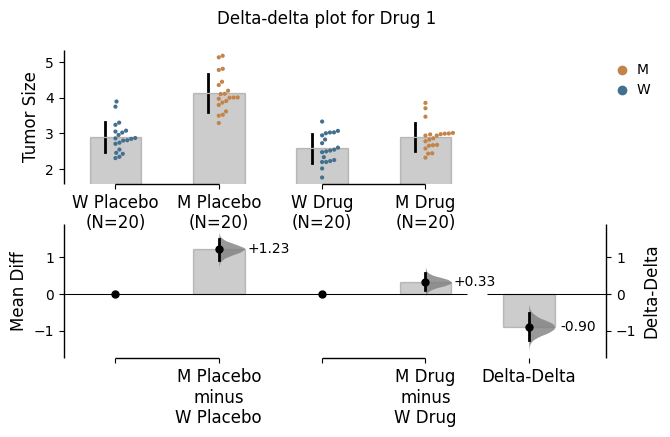 Delta-delta plot for Drug 1
Tumor Size
5
4
3
2
M
W
W Placebo
(N=20)
M Placebo
(N=20)
W Drug
(N=20)
M Drug
(N=20)
Mean Diff
1
0
−1
+1.23
+0.33
-0.90
1
0
−1
Delta-Delta
M Placebo
minus
W Placebo
M Drug
minus
W Drug
Delta-Delta